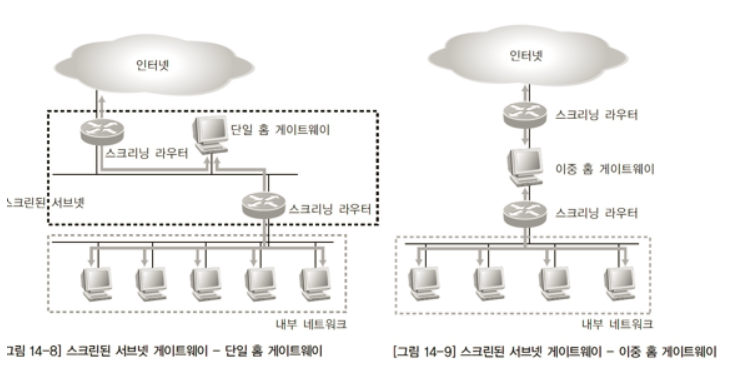 인터넷
단일 홈 게이트웨이
스크리닝 라우터
스크린된 서브넷
스크리닝 라우터
내부 네트워크
그림 14-8] 스크린된 서브넷 게이트웨이 - 단일 홈 게이트웨이
인터넷
스크리닝 라우터
이중 홈 게이트웨이
스크리닝 라우터
내부 네트워크
[그림 14-9] 스크린된 서브넷 게이트웨이 - 이중 홈 게이트웨이